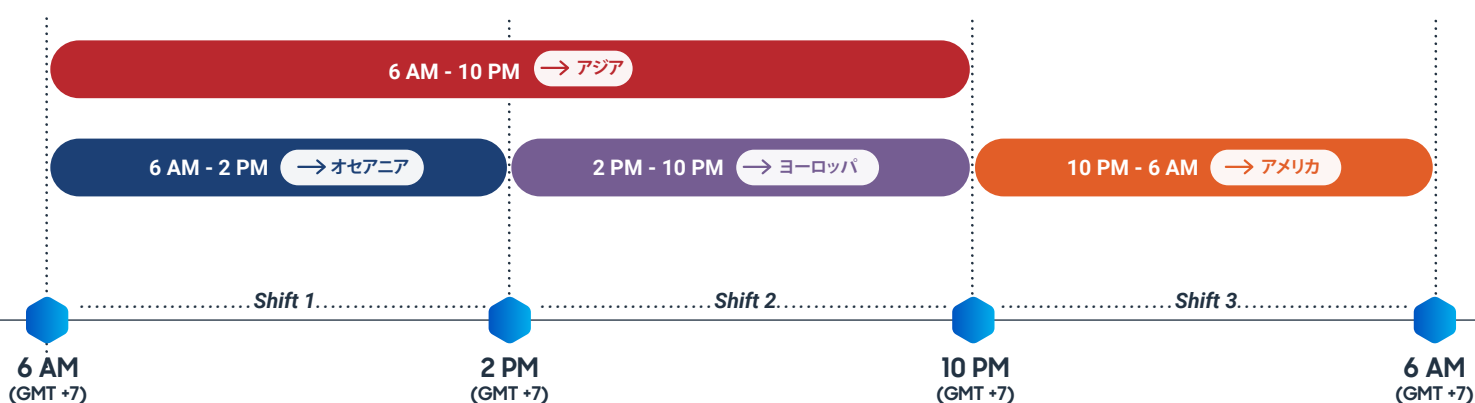 6 AM - 10 PM → アジア
6 AM - 2 PM → オセアニア
2 PM - 10 PM → ヨーロッパ
10 PM - 6 AM → アメリカ
Shift 1
Shift 2
Shift 3
6 AM
(GMT +7)
2 PM
(GMT +7)
10 PM
(GMT +7)
6 AM
(GMT +7)